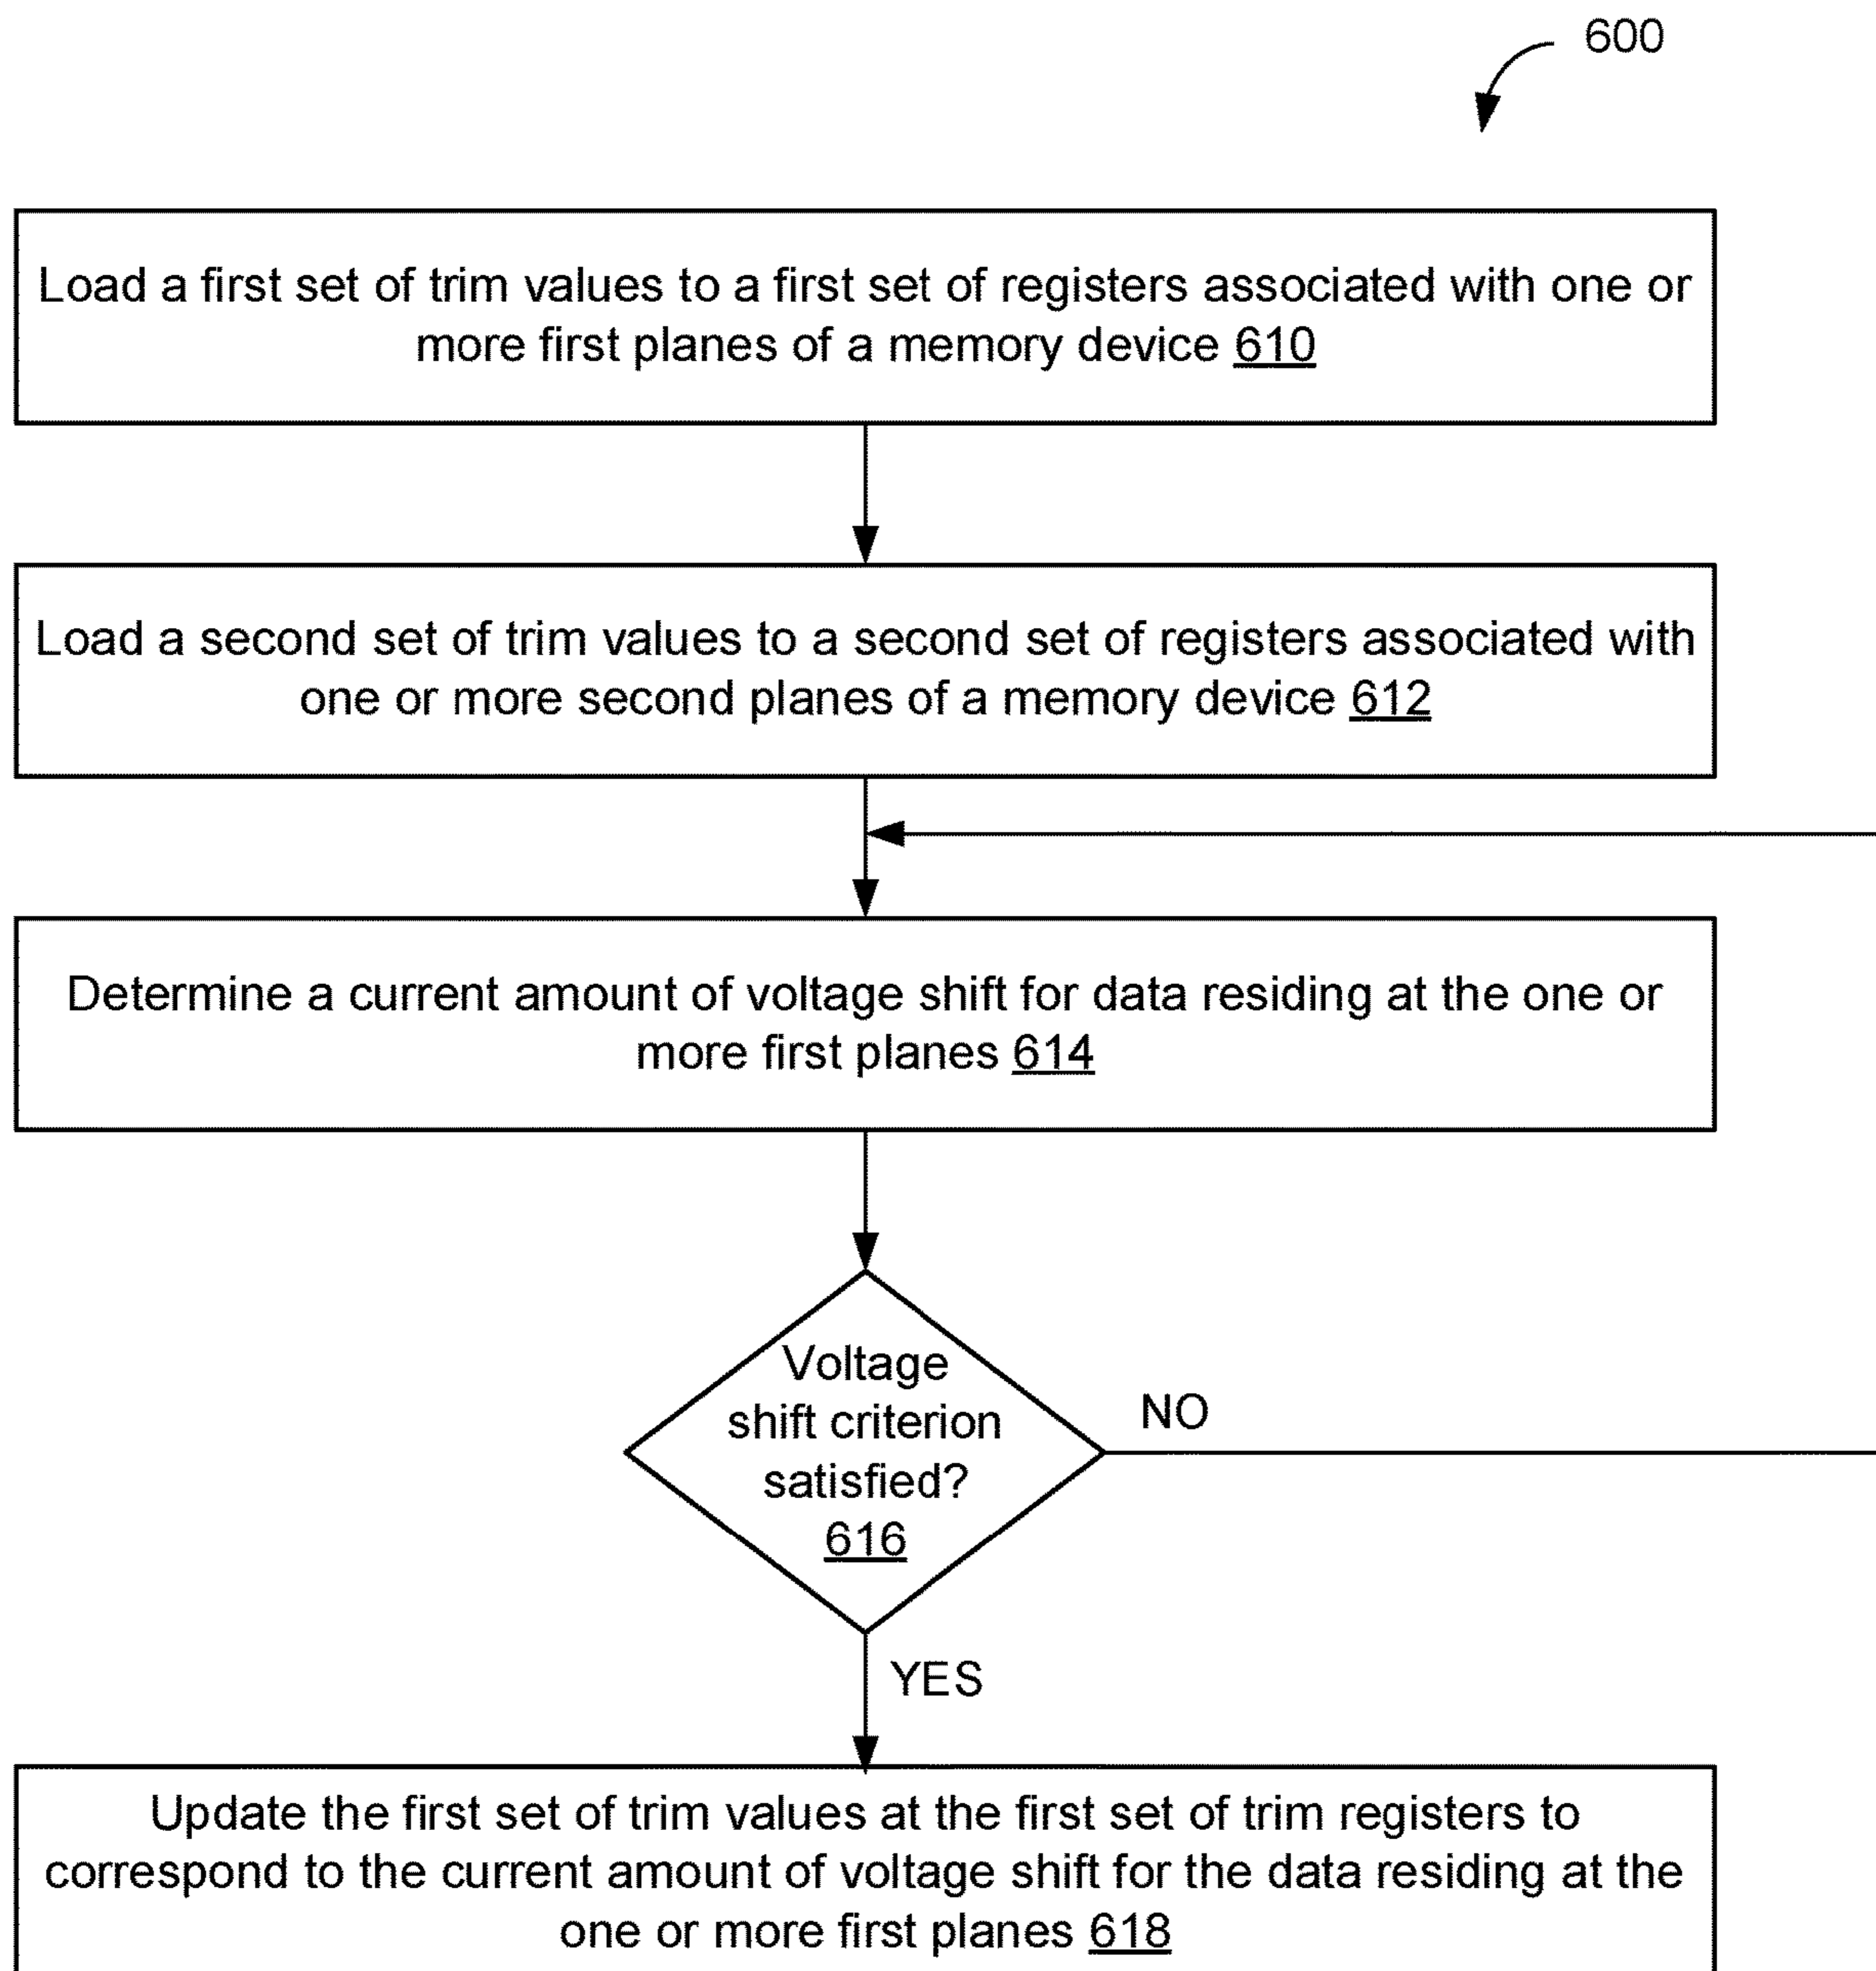 600
Load a first set of trim values to a first set of registers associated with one or
more first planes of a memory device 610
Load a second set of trim values to a second set of registers associated with
one or more second planes of a memory device 612
Determine a current amount of voltage shift for data residing at the one or
more first planes 614
Voltage
shift criterion
satisfied?
616
NO
YES
Update the first set of trim values at the first set of trim registers to
correspond to the current amount of voltage shift for the data residing at the
one or more first planes 618